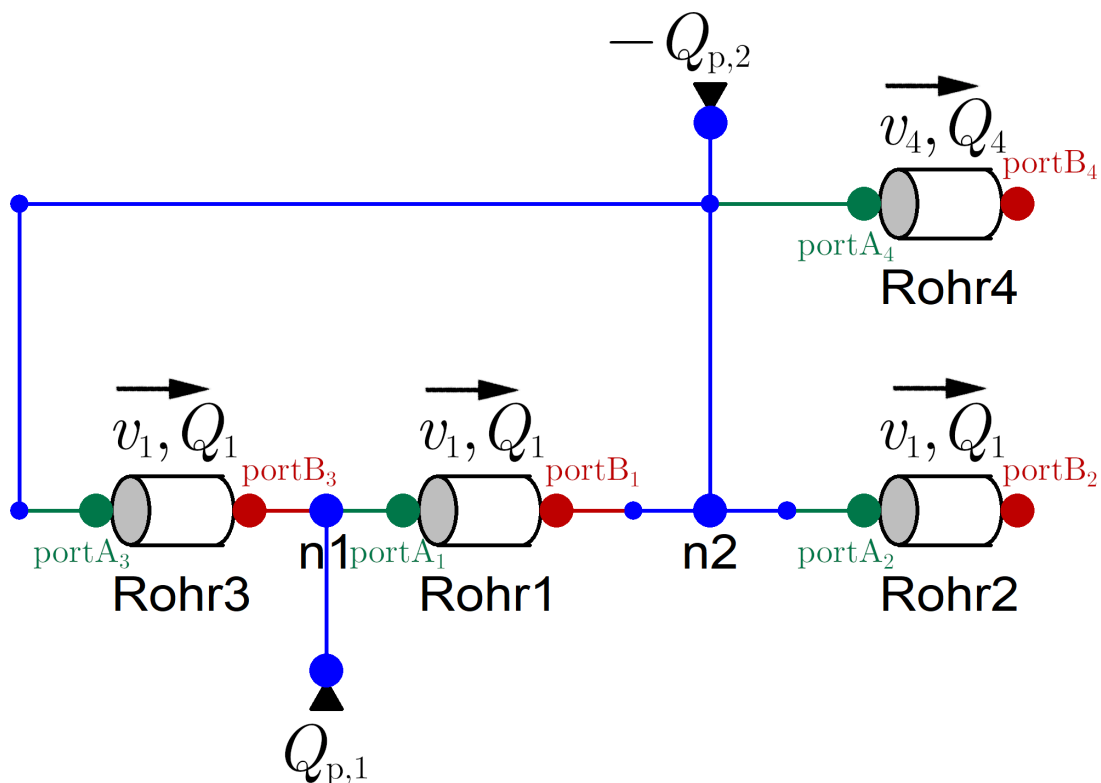 −Q_p,2
v_4, Q_4
portB_4
portA_4
Rohr4
v_1, Q_1
v_1, Q_1
v_1, Q_1
portB_3
portB_1
portB_2
portA_3
n1
portA_1
n2
portA_2
Rohr3
Rohr1
Rohr2
Q_p,1